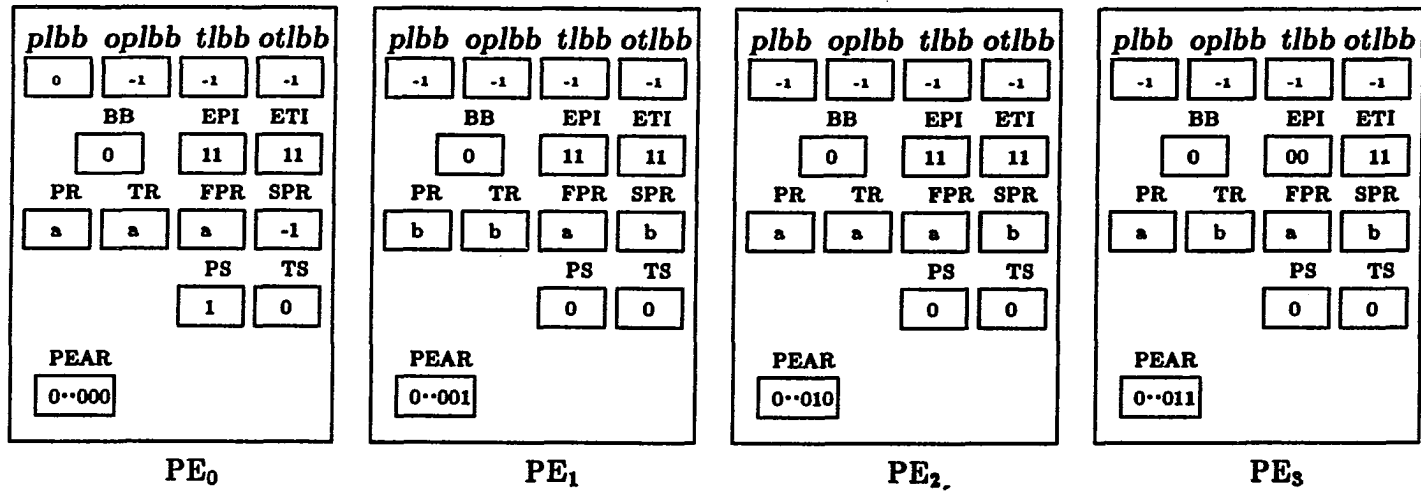 plbb oplbb tlbb otlbb plbb oplbb tlbb otlbb plbb oplbb tlbb otlbb plbb oplbb tlbb otlbb
0 -1 -1 -1 -1 -1 -1 -1 -1 -1 -1 -1 -1 -1 -1 -1
BB EPI ETI BB EPI ETI BB EPI ETI BB EPI ETI
0 11 11 0 11 11 0 11 11 0 00 11
PR TR FPR SPR PR TR FPR SPR PR TR FPR SPR PR TR FPR SPR
a a a -1 b b a b a a a b a b a b
PS TS PS TS PS TS PS TS
1 0 0 0 0 0 0 0
PEAR PEAR PEAR PEAR
0··000 0··001 0··010 0··011
PE₀ PE₁ PE₂ PE₃